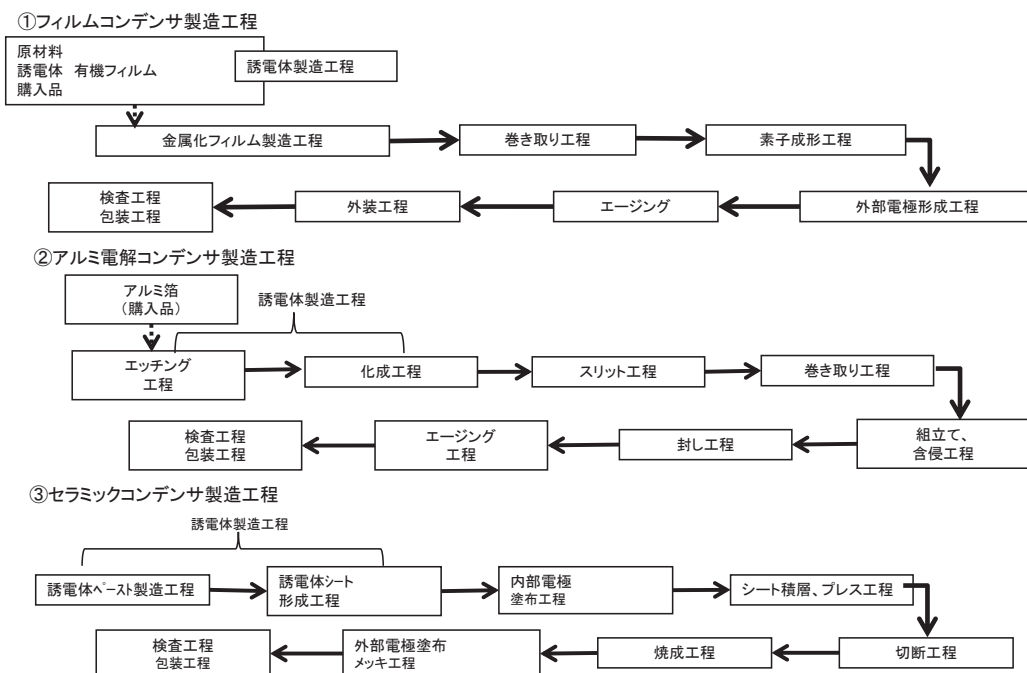 ①フィルムコンデンサ製造工程
原材料
誘電体　有機フィルム
購入品
誘電体製造工程
金属化フィルム製造工程
巻き取り工程
素子成形工程
検査工程
包装工程
外装工程
エージング
外部電極形成工程
②アルミ電解コンデンサ製造工程
アルミ箔
（購入品）
誘電体製造工程
エッチング
工程
化成工程
スリット工程
巻き取り工程
検査工程
包装工程
エージング
工程
封し工程
組立て、
含侵工程
③セラミックコンデンサ製造工程
誘電体製造工程
誘電体ペースト製造工程
誘電体シート
形成工程
内部電極
塗布工程
シート積層、プレス工程
検査工程
包装工程
外部電極塗布
メッキ工程
焼成工程
切断工程